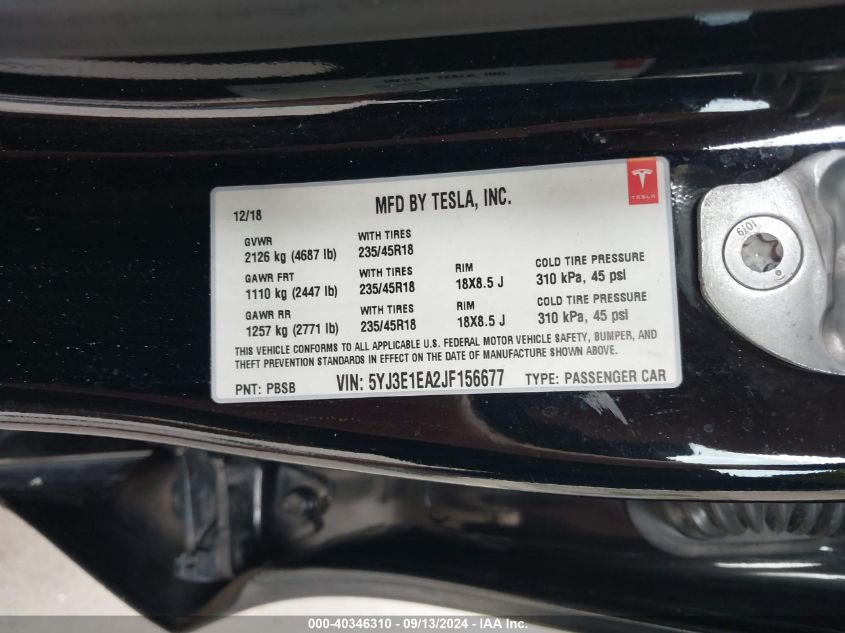 MFD BY TESLA, INC.
12/18 MFD BY TESLA, INC.
TESLA
GVWR WITH TIRES
2126 kg (4687 lb) 235/45R18
GAWR FRT WITH TIRES RIM COLD TIRE PRESSURE
1110 kg (2447 lb) 235/45R18 18X8.5 J 310 kPa, 45 psi
GAWR RR WITH TIRES RIM COLD TIRE PRESSURE
1257 kg (2771 lb) 235/45R18 18X8.5 J 310 kPa, 45 psi
THIS VEHICLE CONFORMS TO ALL APPLICABLE U.S. FEDERAL MOTOR VEHICLE SAFETY, BUMPER, AND
THEFT PREVENTION STANDARDS IN EFFECT ON THE DATE OF MANUFACTURE SHOWN ABOVE.
PNT: PBSB VIN: 5YJ3E1EA2JF156677 TYPE: PASSENGER CAR
000-40346310 - 09/13/2024 - IAA Inc.